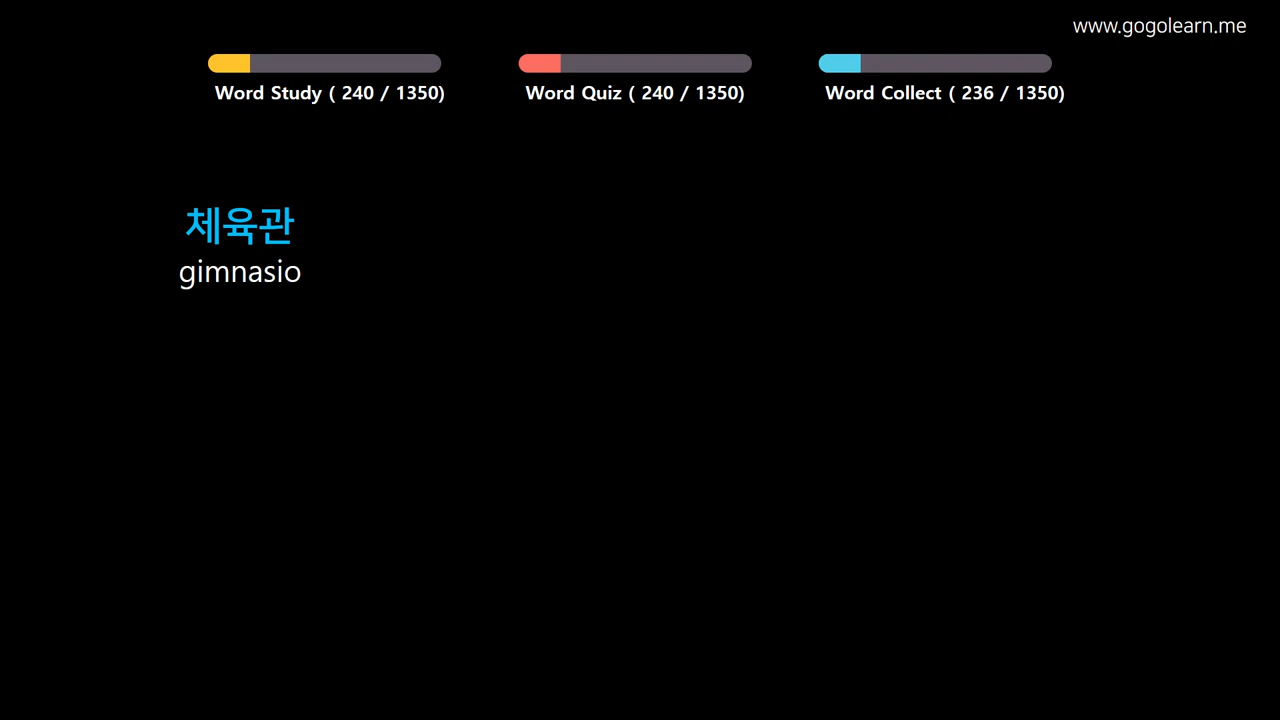 www.gogolearn.me
Word Study ( 240 / 1350)
Word Quiz ( 240 / 1350)
Word Collect ( 236 / 1350)
체육관
gimnasio